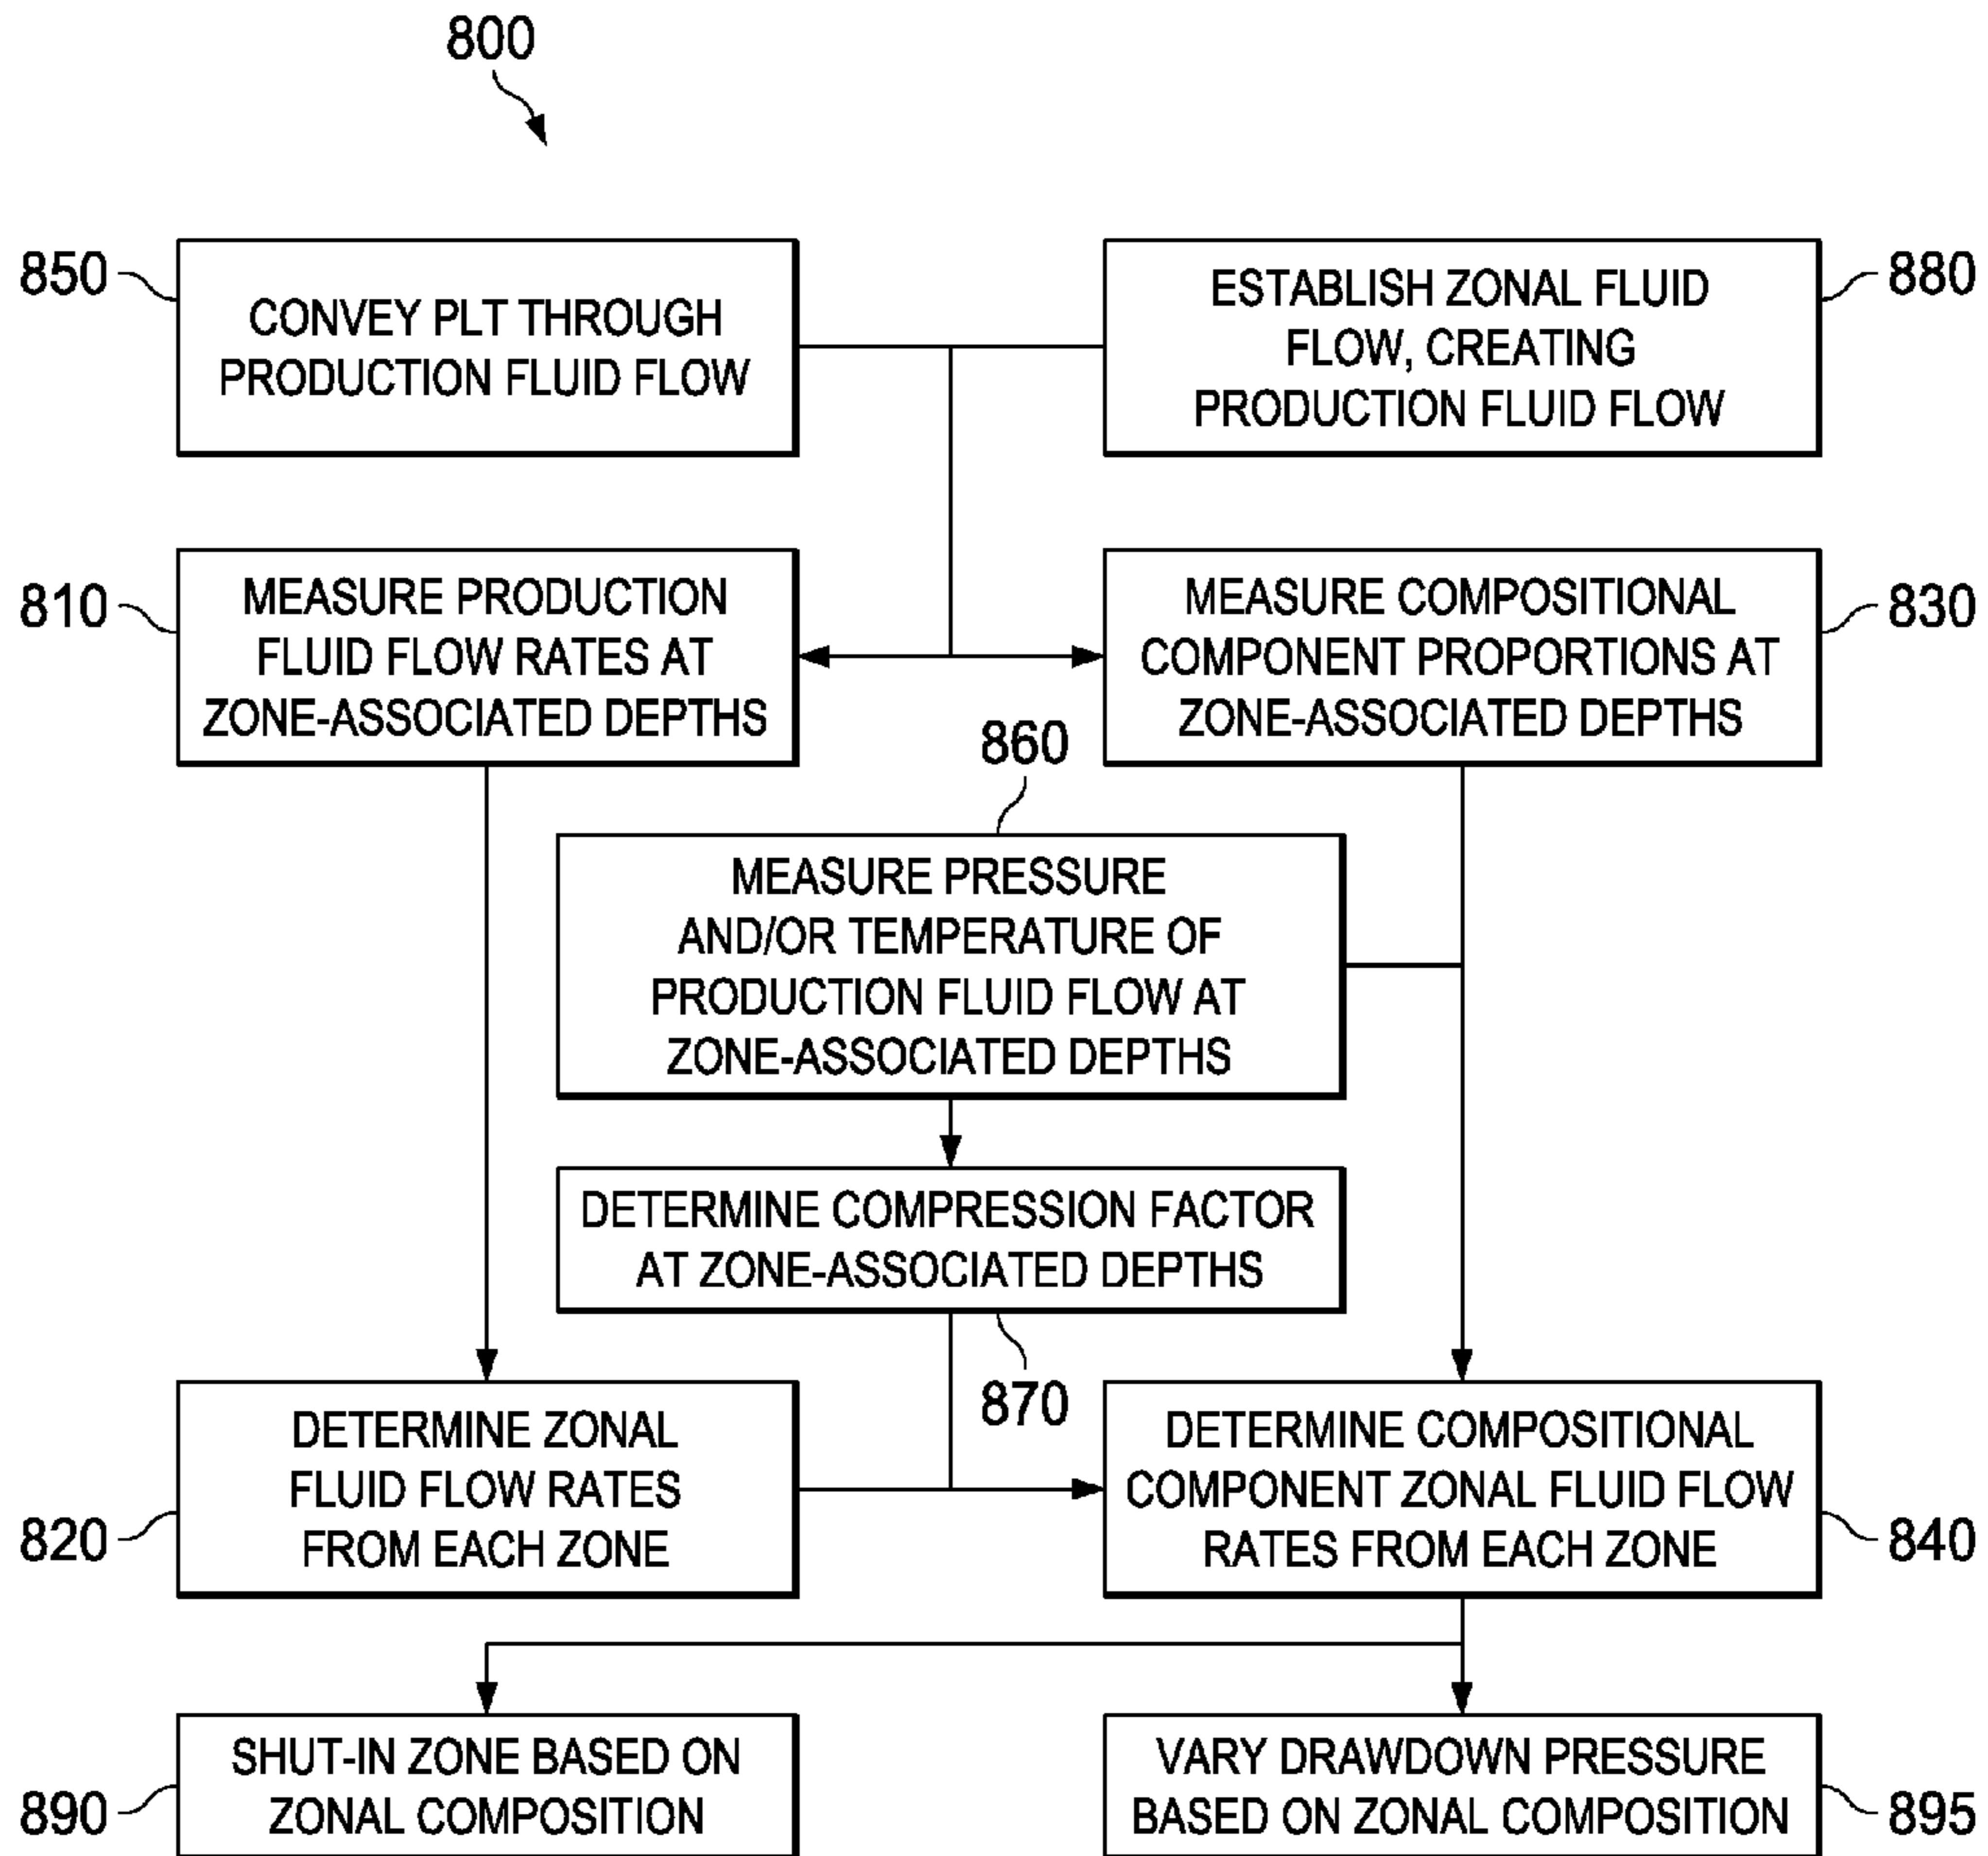 800
850
CONVEY PLT THROUGH
PRODUCTION FLUID FLOW
ESTABLISH ZONAL FLUID
FLOW, CREATING
PRODUCTION FLUID FLOW
880
810
MEASURE PRODUCTION
FLUID FLOW RATES AT
ZONE-ASSOCIATED DEPTHS
MEASURE COMPOSITIONAL
COMPONENT PROPORTIONS AT
ZONE-ASSOCIATED DEPTHS
830
860
MEASURE PRESSURE
AND/OR TEMPERATURE OF
PRODUCTION FLUID FLOW AT
ZONE-ASSOCIATED DEPTHS
DETERMINE COMPRESSION FACTOR
AT ZONE-ASSOCIATED DEPTHS
870
820
DETERMINE ZONAL
FLUID FLOW RATES
FROM EACH ZONE
DETERMINE COMPOSITIONAL
COMPONENT ZONAL FLUID FLOW
RATES FROM EACH ZONE
840
890
SHUT-IN ZONE BASED ON
ZONAL COMPOSITION
VARY DRAWDOWN PRESSURE
BASED ON ZONAL COMPOSITION
895